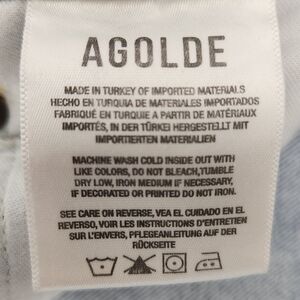 AGOLDE
MADE IN TURKEY OF IMPORTED MATERIALS
HECHO EN TURQUIA DE MATERIALES IMPORTADOS
FABRIQUÉ EN TURQUIE A PARTIR DE MATÉRIAUX
IMPORTÉS, IN DER TÜRKEI HERGESTELLT MIT
IMPORTIERTEN MATERIALIEN
MACHINE WASH COLD INSIDE OUT WITH
LIKE COLORS, DO NOT BLEACH,TUMBLE
DRY LOW, IRON MEDIUM IF NECESSARY,
IF DECORATED OR PRINTED DO NOT IRON.
SEE CARE ON REVERSE, VEA EL CUIDADO EN EL
REVERSO, VOIR LES INSTRUCTIONS D'ENTRETIEN
SUR L'ENVERS, PFLEGEANLEITUNG AUF DER
RÜCKSEITE